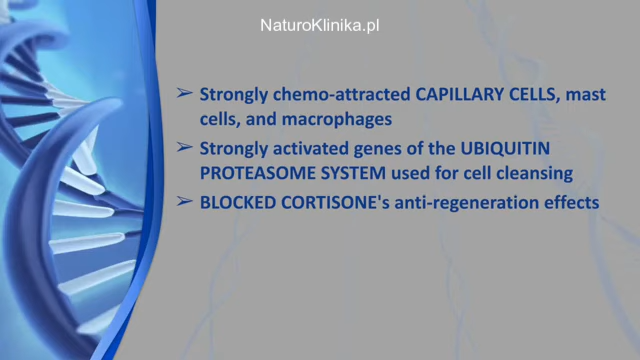 NaturoKlinika.pl
➢ Strongly chemo-attracted CAPILLARY CELLS, mast
cells, and macrophages
➢ Strongly activated genes of the UBIQUITIN
PROTEASOME SYSTEM used for cell cleansing
➢ BLOCKED CORTISONE's anti-regeneration effects